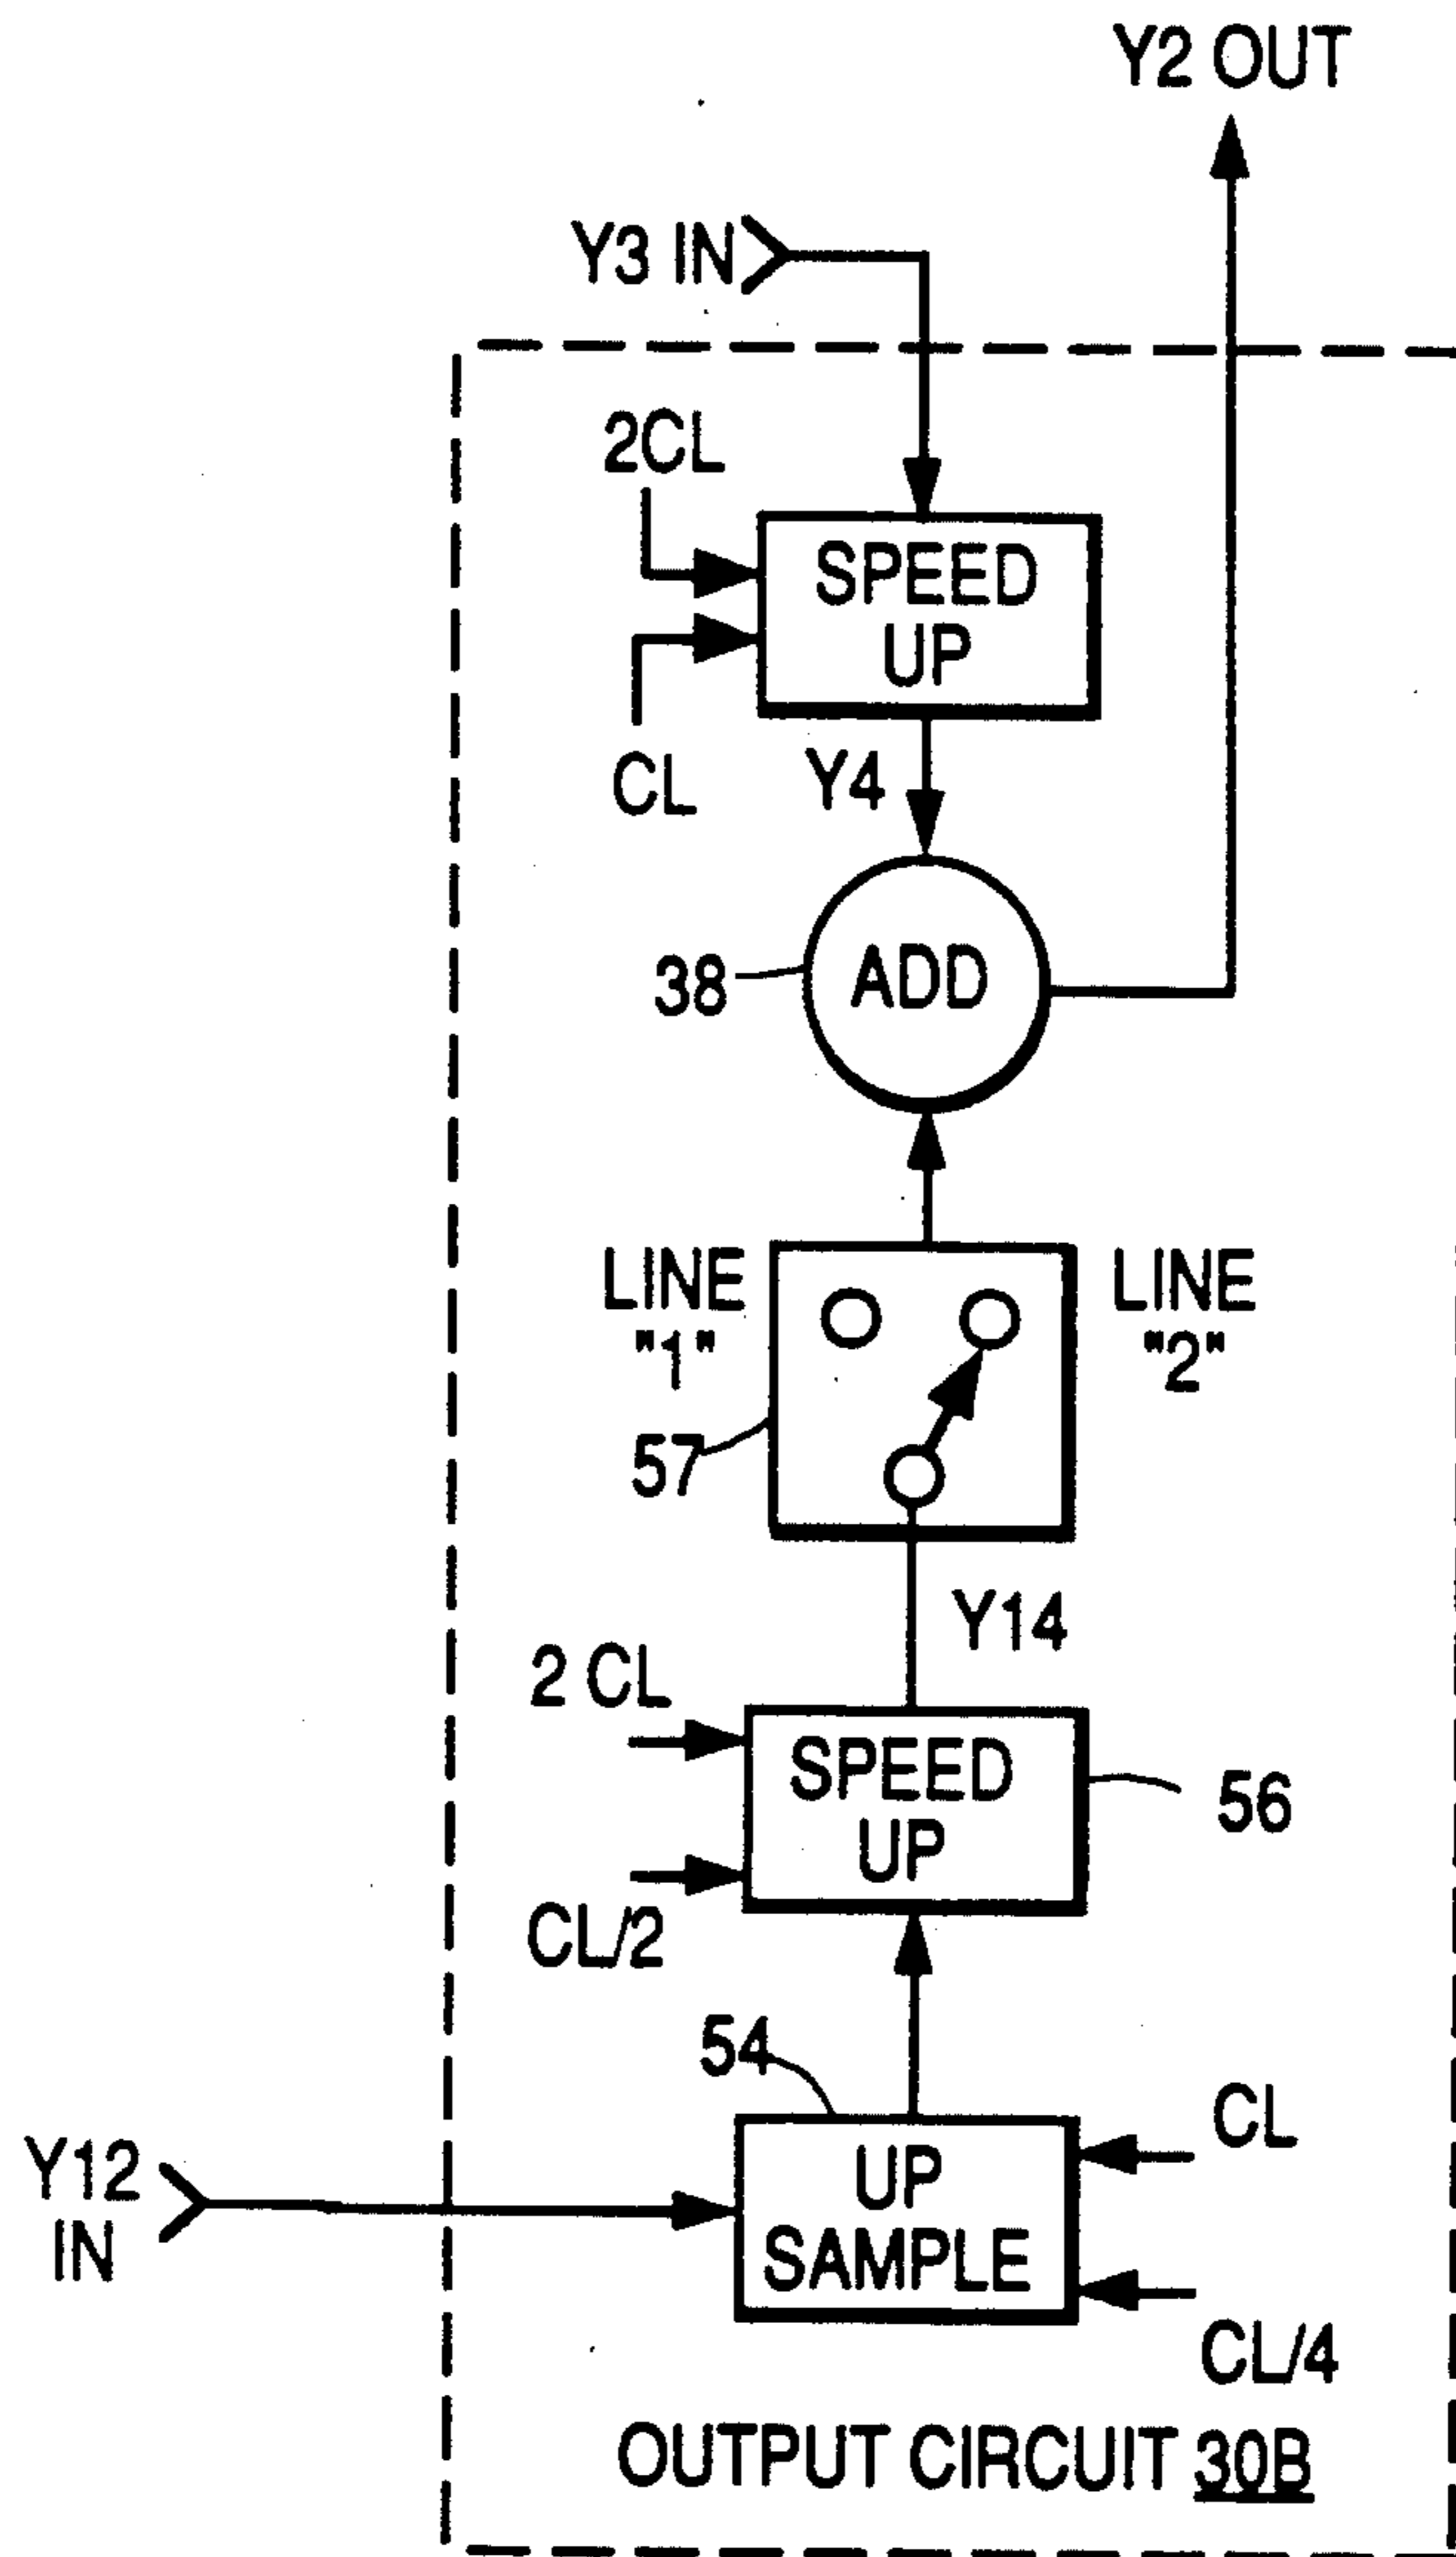 Y2 OUT
Y3 IN
2CL
SPEED
UP
CL
Y4
38
ADD
LINE
"1"
LINE
"2"
57
Y14
2 CL
SPEED
UP
56
CL/2
54
CL
Y12
IN
UP
SAMPLE
CL/4
OUTPUT CIRCUIT 30B